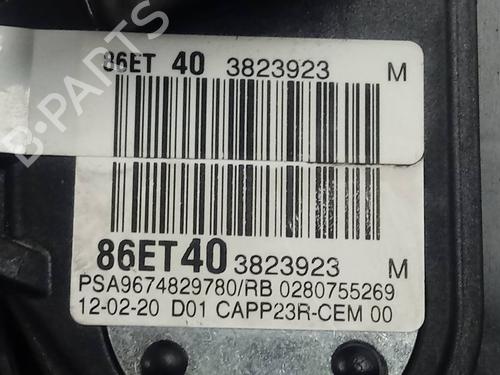 B-PARTS
86ET 40 3823923 M
86ET40 3823923 M
PSA9674829780/RB 0280755269
12-02-20 D01 CAPP23R-CEM 00